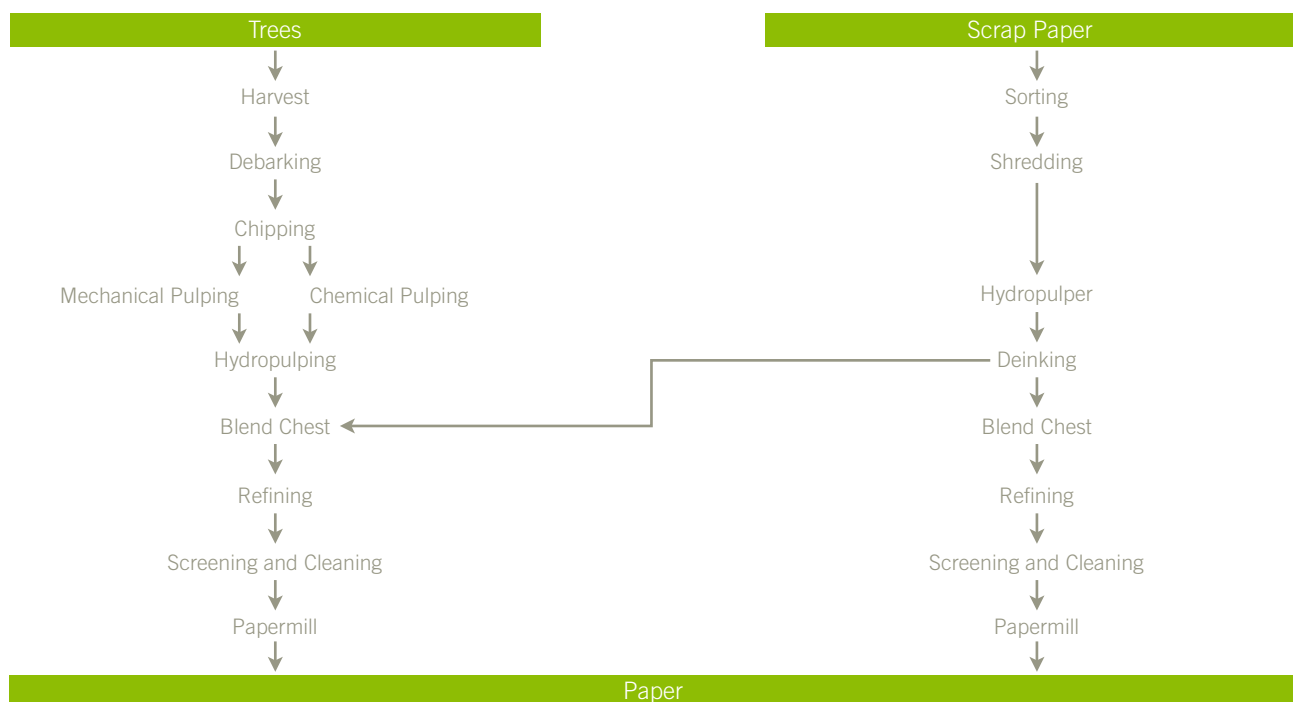 Trees
Harvest
Debarking
Chipping
Mechanical Pulping
Chemical Pulping
Hydropulping
Blend Chest
Refining
Screening and Cleaning
Papermill
Scrap Paper
Sorting
Shredding
Hydropulper
Deinking
Blend Chest
Refining
Screening and Cleaning
Papermill
Paper